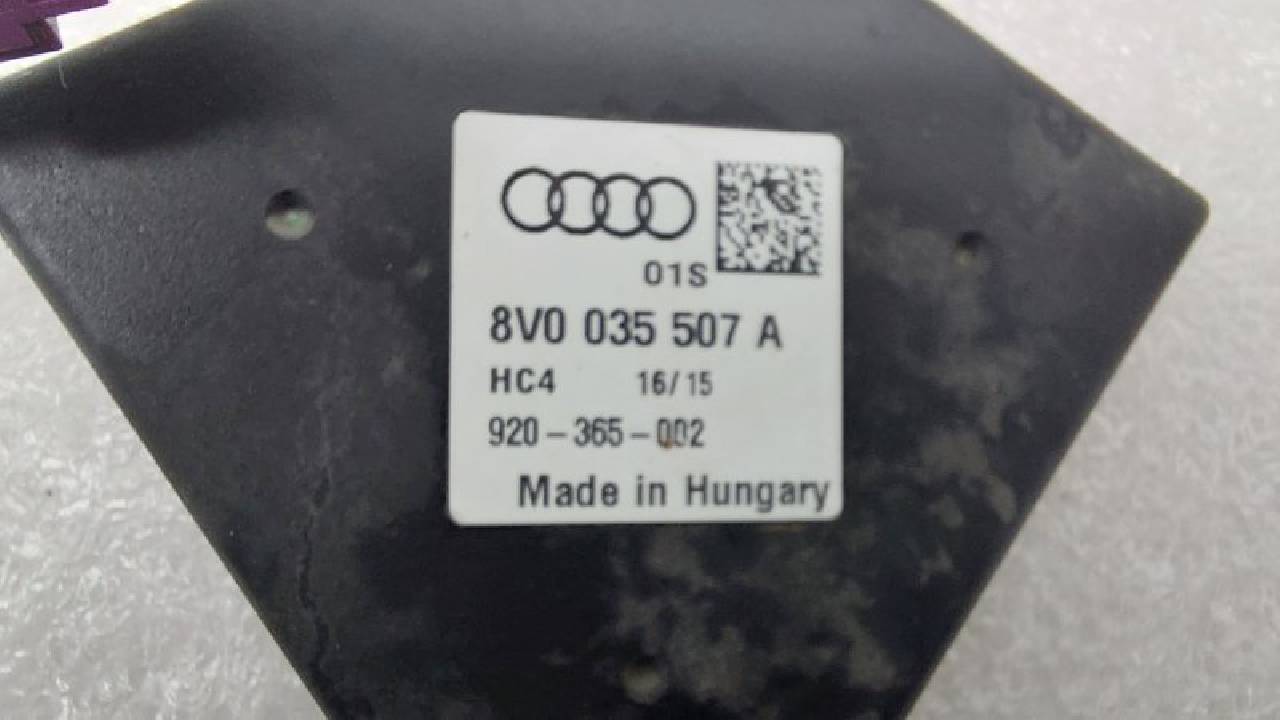 01S
8V0 035 507 A
HC4 16/15
920-365-002
Made in Hungary